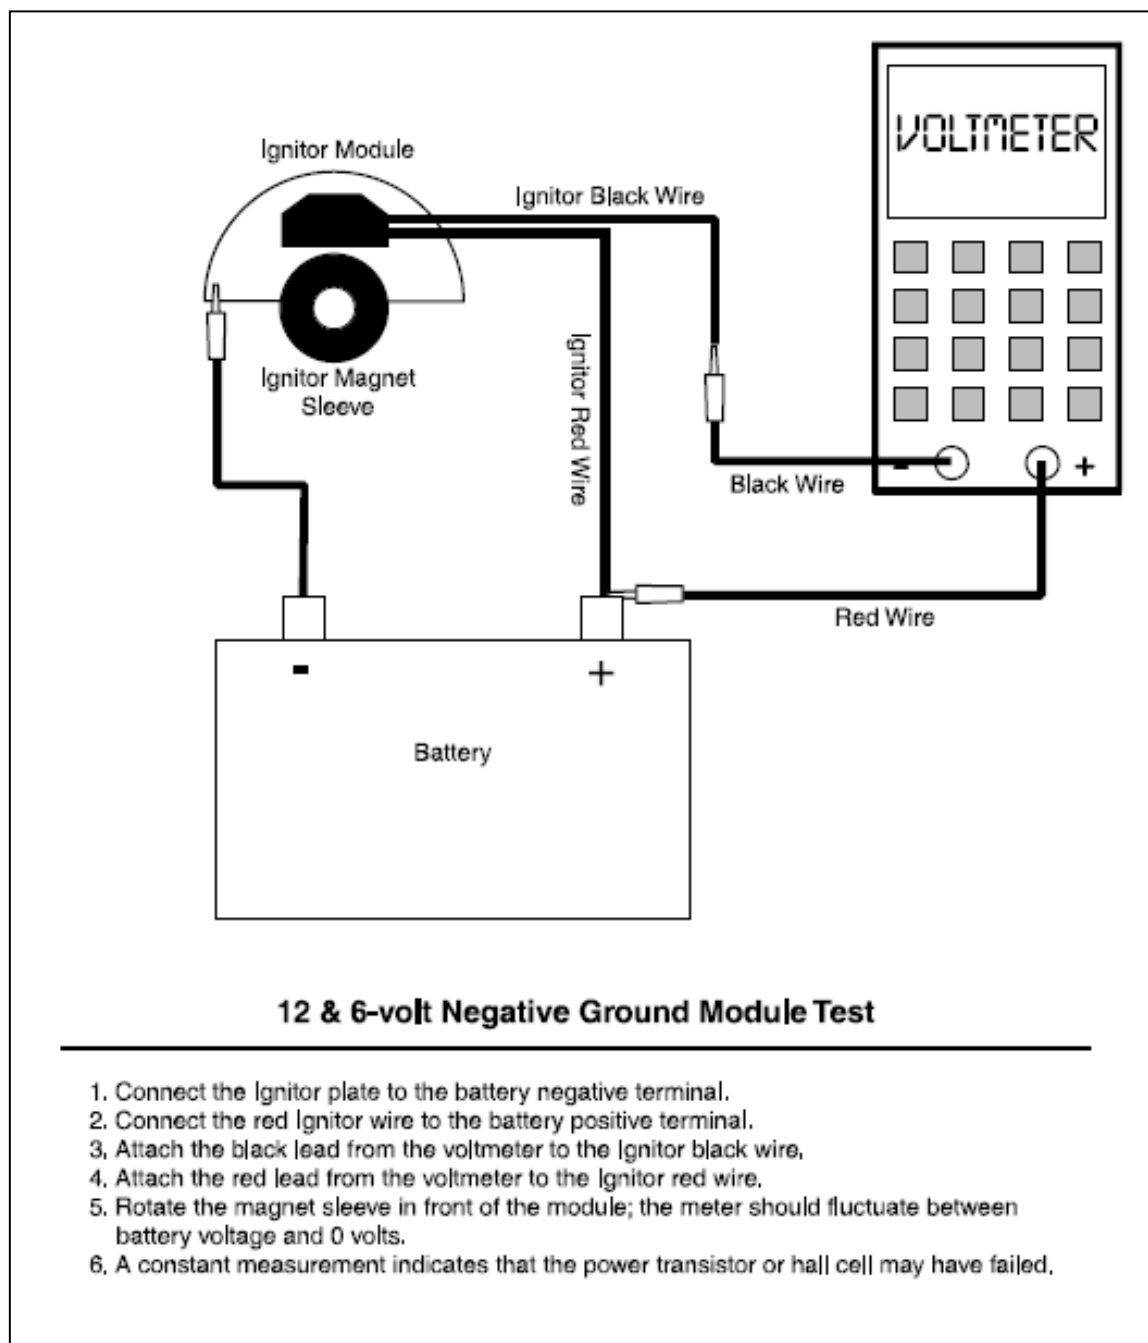 VOLTMETER
Ignitor Module
Ignitor Black Wire
Ignitor Red Wire
Ignitor Magnet
Sleeve
-
+
Black Wire
Red Wire
-
+
Battery
12 & 6-volt Negative Ground Module Test
1. Connect the Ignitor plate to the battery negative terminal.
2. Connect the red Ignitor wire to the battery positive terminal.
3. Attach the black lead from the voltmeter to the Ignitor black wire.
4. Attach the red lead from the voltmeter to the Ignitor red wire.
5. Rotate the magnet sleeve in front of the module; the meter should fluctuate between
battery voltage and 0 volts.
6. A constant measurement indicates that the power transistor or hall cell may have failed.